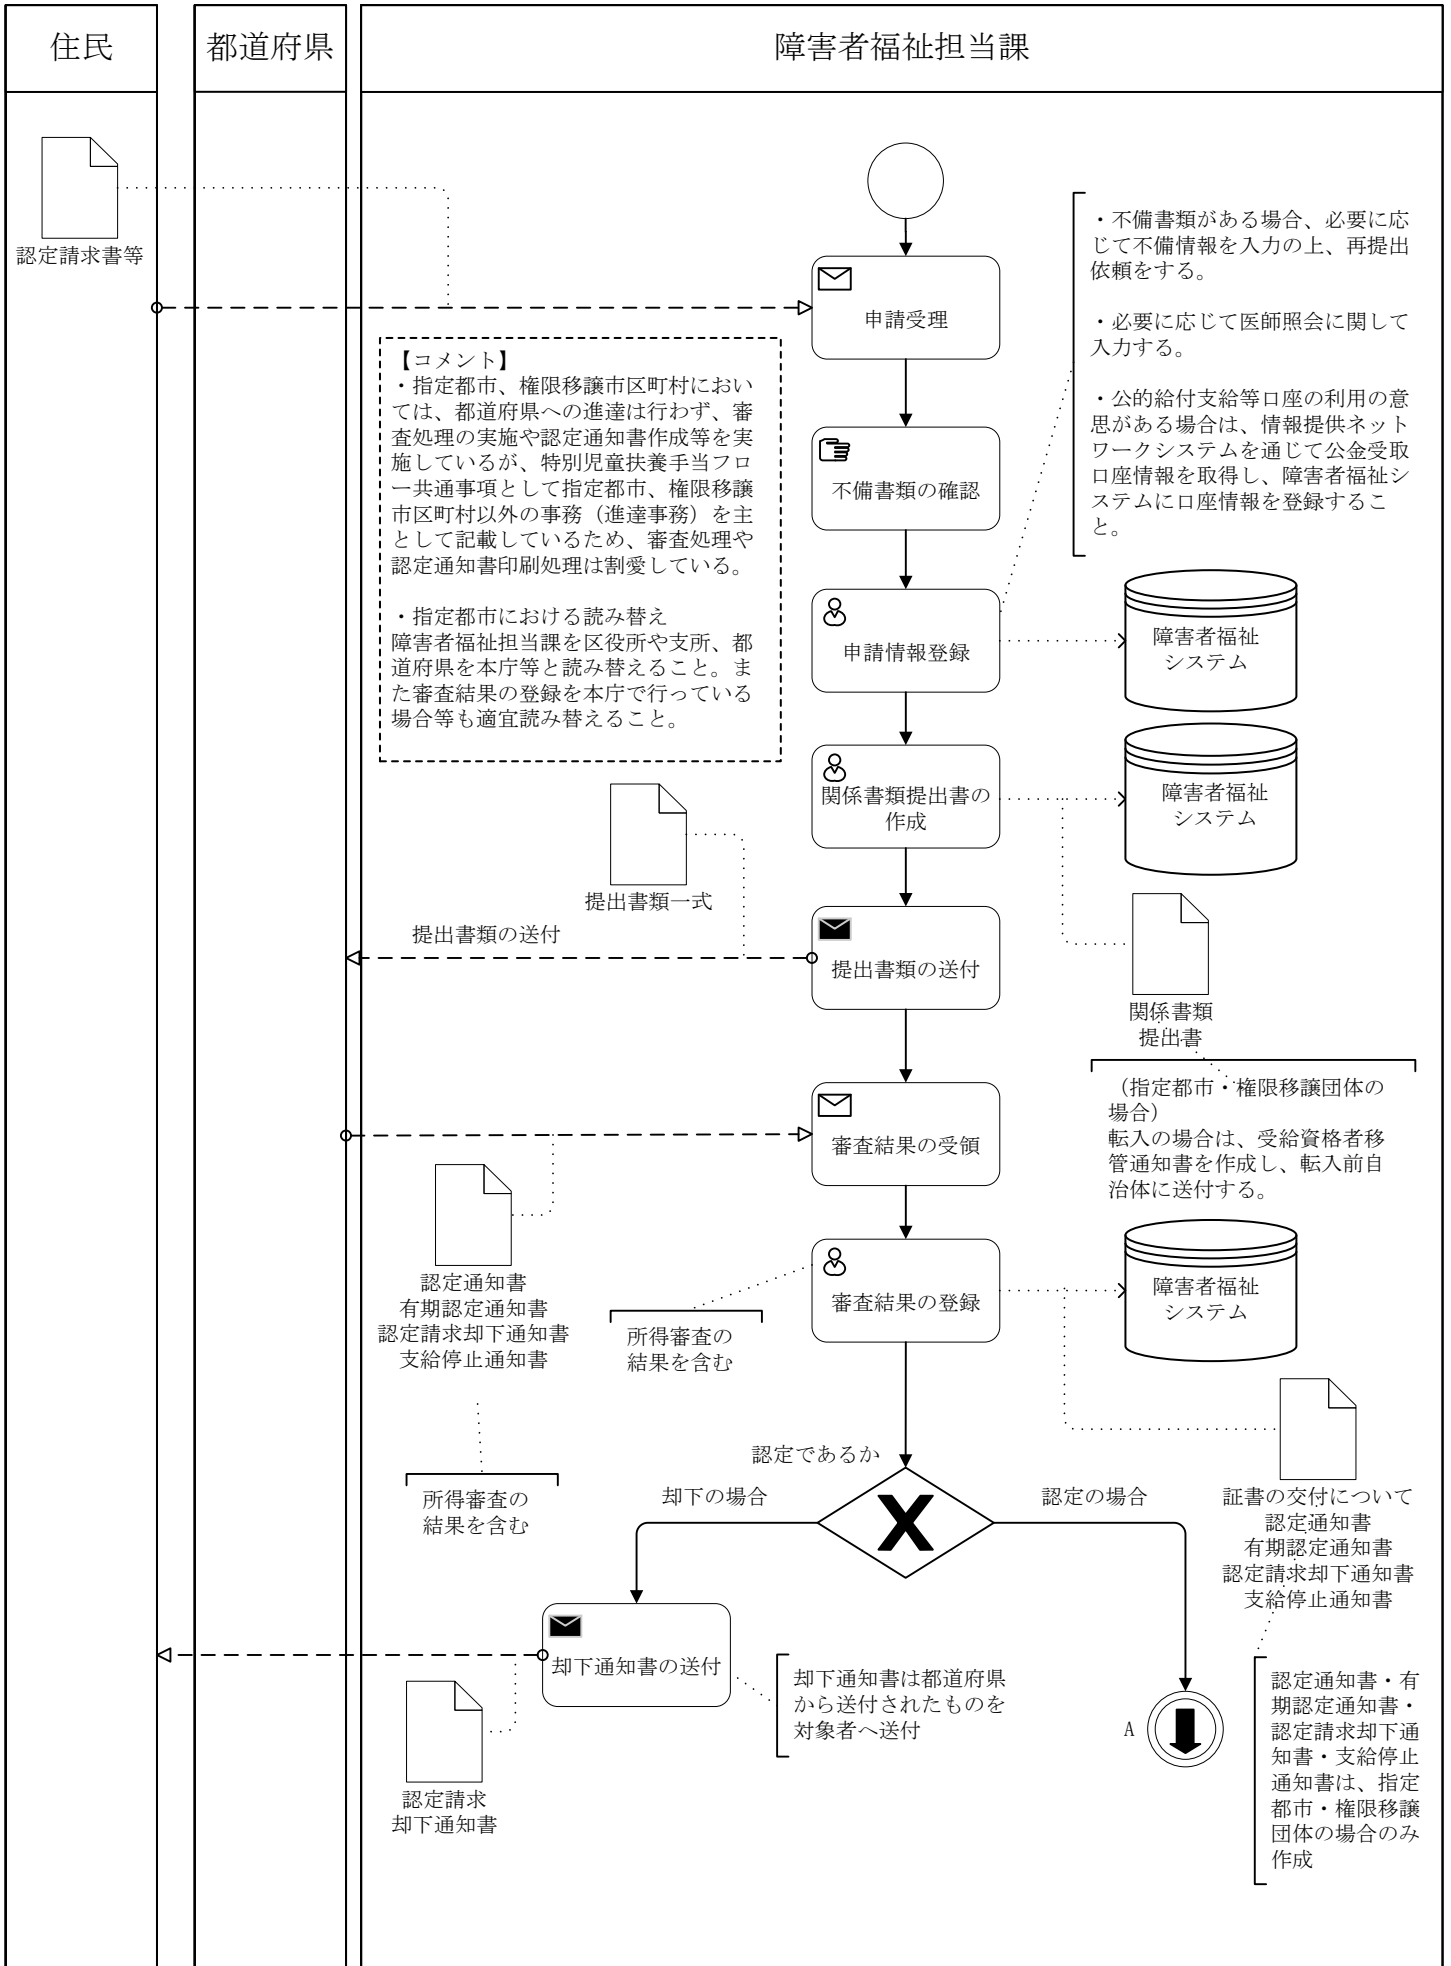 住民
都道府県
障害者福祉担当課
認定請求書等
申請受理
・不備書類がある場合、必要に応
じて不備情報を入力の上、再提出
依頼をする。
・必要に応じて医師照会に関して
入力する。
・公的給付支給等口座の利用の意
思がある場合は、情報提供ネット
ワークシステムを通じて公金受取
口座情報を取得し、障害者福祉シ
ステムに口座情報を登録するこ
と。
【コメント】
・指定都市、権限移譲市区町村におい
ては、都道府県への進達は行わず、審
査処理の実施や認定通知書作成等を実
施しているが、特別児童扶養手当フロ
ー共通事項として指定都市、権限移譲
市区町村以外の事務（進達事務）を主
として記載しているため、審査処理や
認定通知書印刷処理は割愛している。
・指定都市における読み替え
障害者福祉担当課を区役所や支所、都
道府県を本庁等と読み替えること。ま
た審査結果の登録を本庁で行っている
場合等も適宜読み替えること。
不備書類の確認
申請情報登録
障害者福祉
システム
関係書類提出書の
作成
障害者福祉
システム
提出書類一式
提出書類の送付
提出書類の送付
関係書類
提出書
（指定都市・権限移譲団体の
場合）
転入の場合は、受給資格者移
管通知書を作成し、転入前自
治体に送付する。
審査結果の受領
認定通知書
有期認定通知書
認定請求却下通知書
支給停止通知書
所得審査の
結果を含む
審査結果の登録
所得審査の
結果を含む
障害者福祉
システム
認定であるか
却下の場合
認定の場合
証書の交付について
認定通知書
有期認定通知書
認定請求却下通知書
支給停止通知書
却下通知書の送付
却下通知書は都道府県
から送付されたものを
対象者へ送付
A
認定通知書・有
期認定通知書・
認定請求却下通
知書・支給停止
通知書は、指定
都市・権限移譲
団体の場合のみ
作成
認定請求
却下通知書